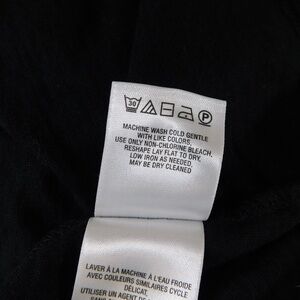 30
P
MACHINE WASH COLD GENTLE
WITH LIKE COLORS,
USE ONLY NON-CHLORINE BLEACH,
RESHAPE LAY FLAT TO DRY,
LOW IRON AS NEEDED,
MAY BE DRY CLEANED
LAVER À LA MACHINE À L'EAU FROIDE
AVEC COULEURS SIMILAIRES CYCLE
DÉLICAT,
UTILISER UN AGENT DE